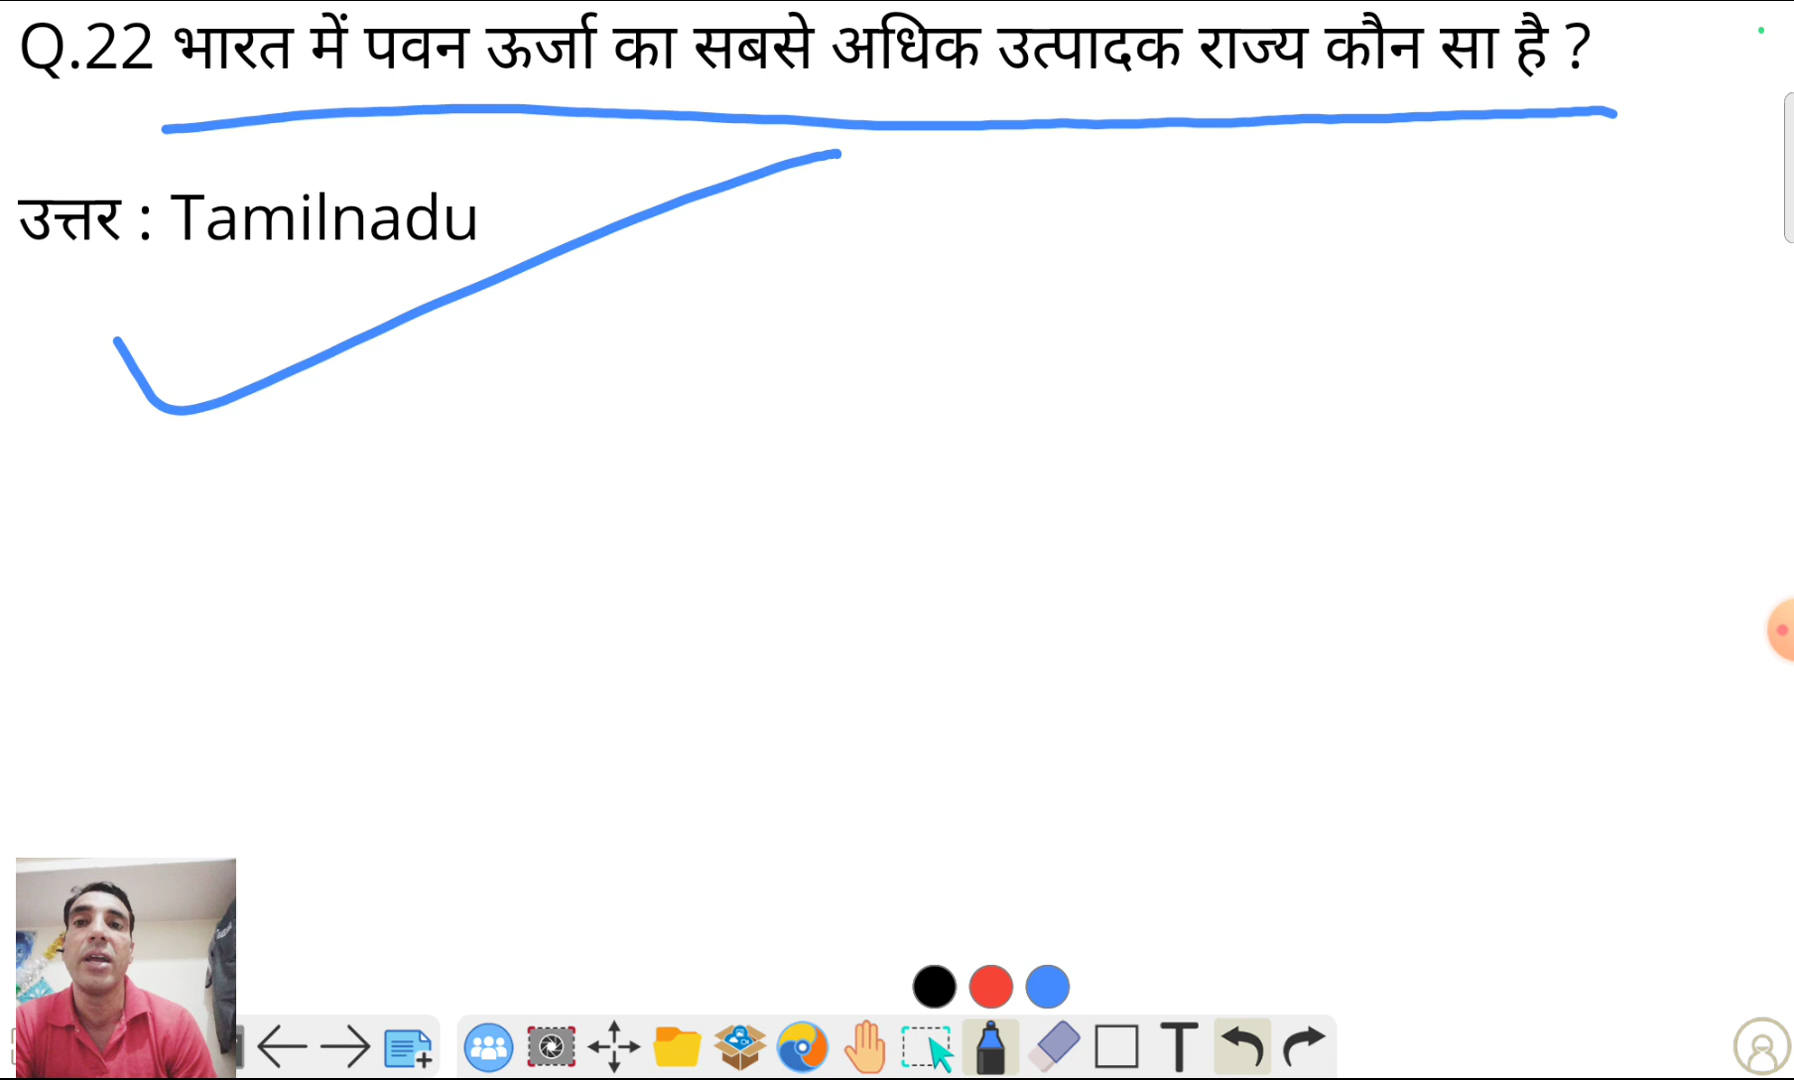 Q.22 भारत में पवन ऊर्जा का सबसे अधिक उत्पादक राज्य कौन सा है ?
उत्तर : Tamilnadu